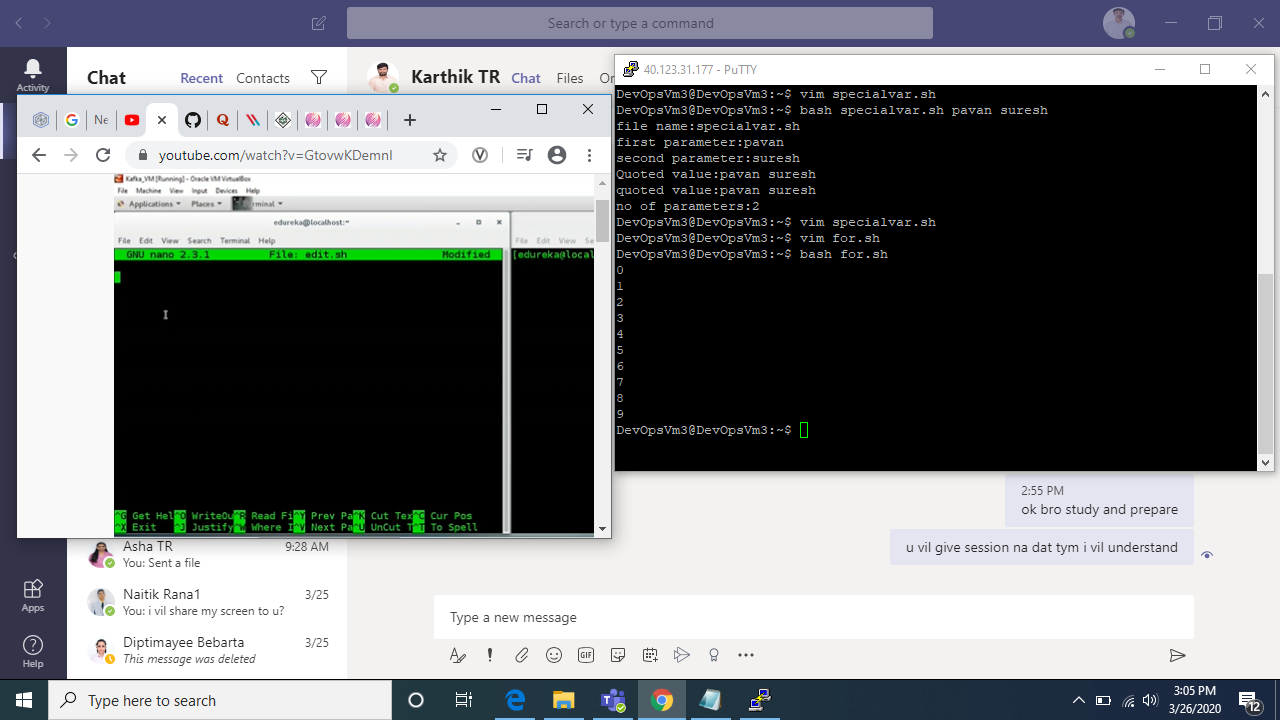 Search or type a command
Activity
Chat
Recent
Contacts
Karthik TR
Chat
Files
Asha TR
9:28 AM
You: Sent a file
Naitik Rana1
3/25
You: i vil share my screen to u?
Diptimayee Bebarta
3/25
This message was deleted
Apps
Help
youtube.com/watch?v=GtovwKDemnI
Kafka_VM [Running] - Oracle VM VirtualBox
File Machine View Input Devices Help
Applications Places
edureka@localhost:~
File Edit View Search Terminal Help
File Edit View
GNU nano 2.3.1 File: edit.sh Modified
[edureka@local
^G Get Hel^O WriteOu^R Read Fi^Y Prev Pa^K Cut Tex^C Cur Pos
^X Exit ^J Justify^W Where I^V Next Pa^U UnCut T^T To Spell
40.123.31.177 - PuTTY
DevOpsVm3@DevOpsVm3:~$ vim specialvar.sh
DevOpsVm3@DevOpsVm3:~$ bash specialvar.sh pavan suresh
file name:specialvar.sh
first parameter:pavan
second parameter:suresh
Quoted value:pavan suresh
quoted value:pavan suresh
no of parameters:2
DevOpsVm3@DevOpsVm3:~$ vim specialvar.sh
DevOpsVm3@DevOpsVm3:~$ vim for.sh
DevOpsVm3@DevOpsVm3:~$ bash for.sh
0
1
2
3
4
5
6
7
8
9
DevOpsVm3@DevOpsVm3:~$
2:55 PM
ok bro study and prepare
u vil give session na dat tym i vil understand
Type a new message
GIF
Type here to search
3:05 PM
3/26/2020
12